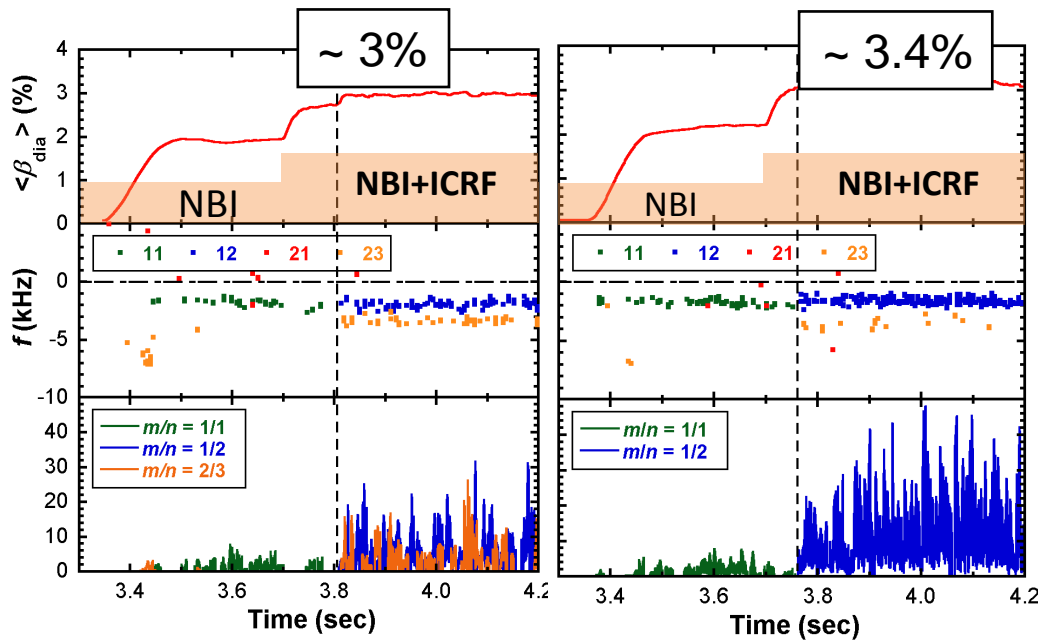 ~ 3%
~ 3.4%
<β_dia> (%)
4
3
2
1
0
NBI
NBI+ICRF
NBI
NBI+ICRF
11 12 21 23
11 12 21 23
f (kHz)
0
-5
-10
m/n = 1/1
m/n = 1/2
m/n = 2/3
m/n = 1/1
m/n = 1/2
40
30
20
10
0
3.4 3.6 3.8 4.0 4.2
3.4 3.6 3.8 4.0 4.2
Time (sec)
Time (sec)